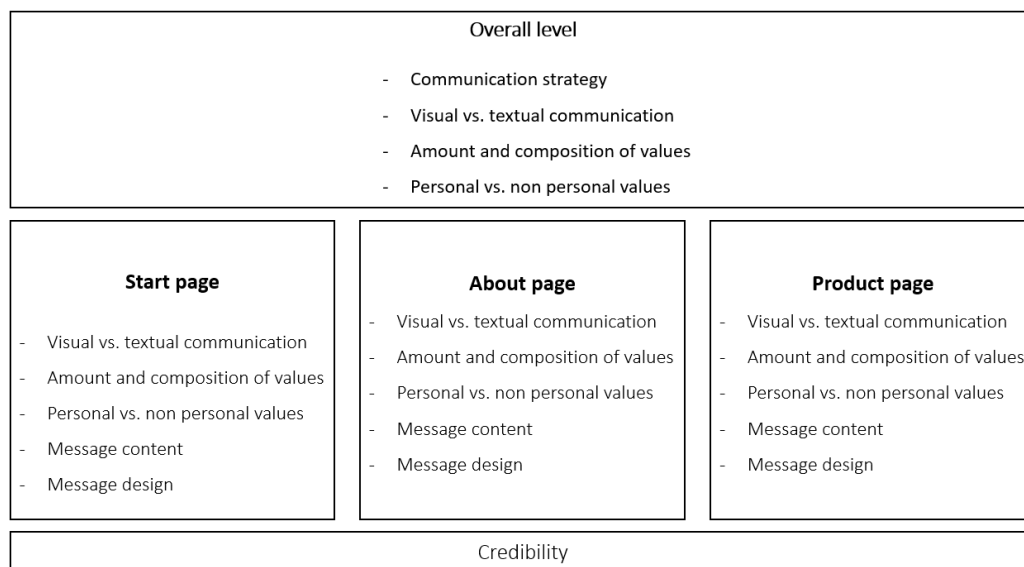 Overall level
- Communication strategy
- Visual vs. textual communication
- Amount and composition of values
- Personal vs. non personal values
Start page
- Visual vs. textual communication
- Amount and composition of values
- Personal vs. non personal values
- Message content
- Message design
About page
- Visual vs. textual communication
- Amount and composition of values
- Personal vs. non personal values
- Message content
- Message design
Product page
- Visual vs. textual communication
- Amount and composition of values
- Personal vs. non personal values
- Message content
- Message design
Credibility